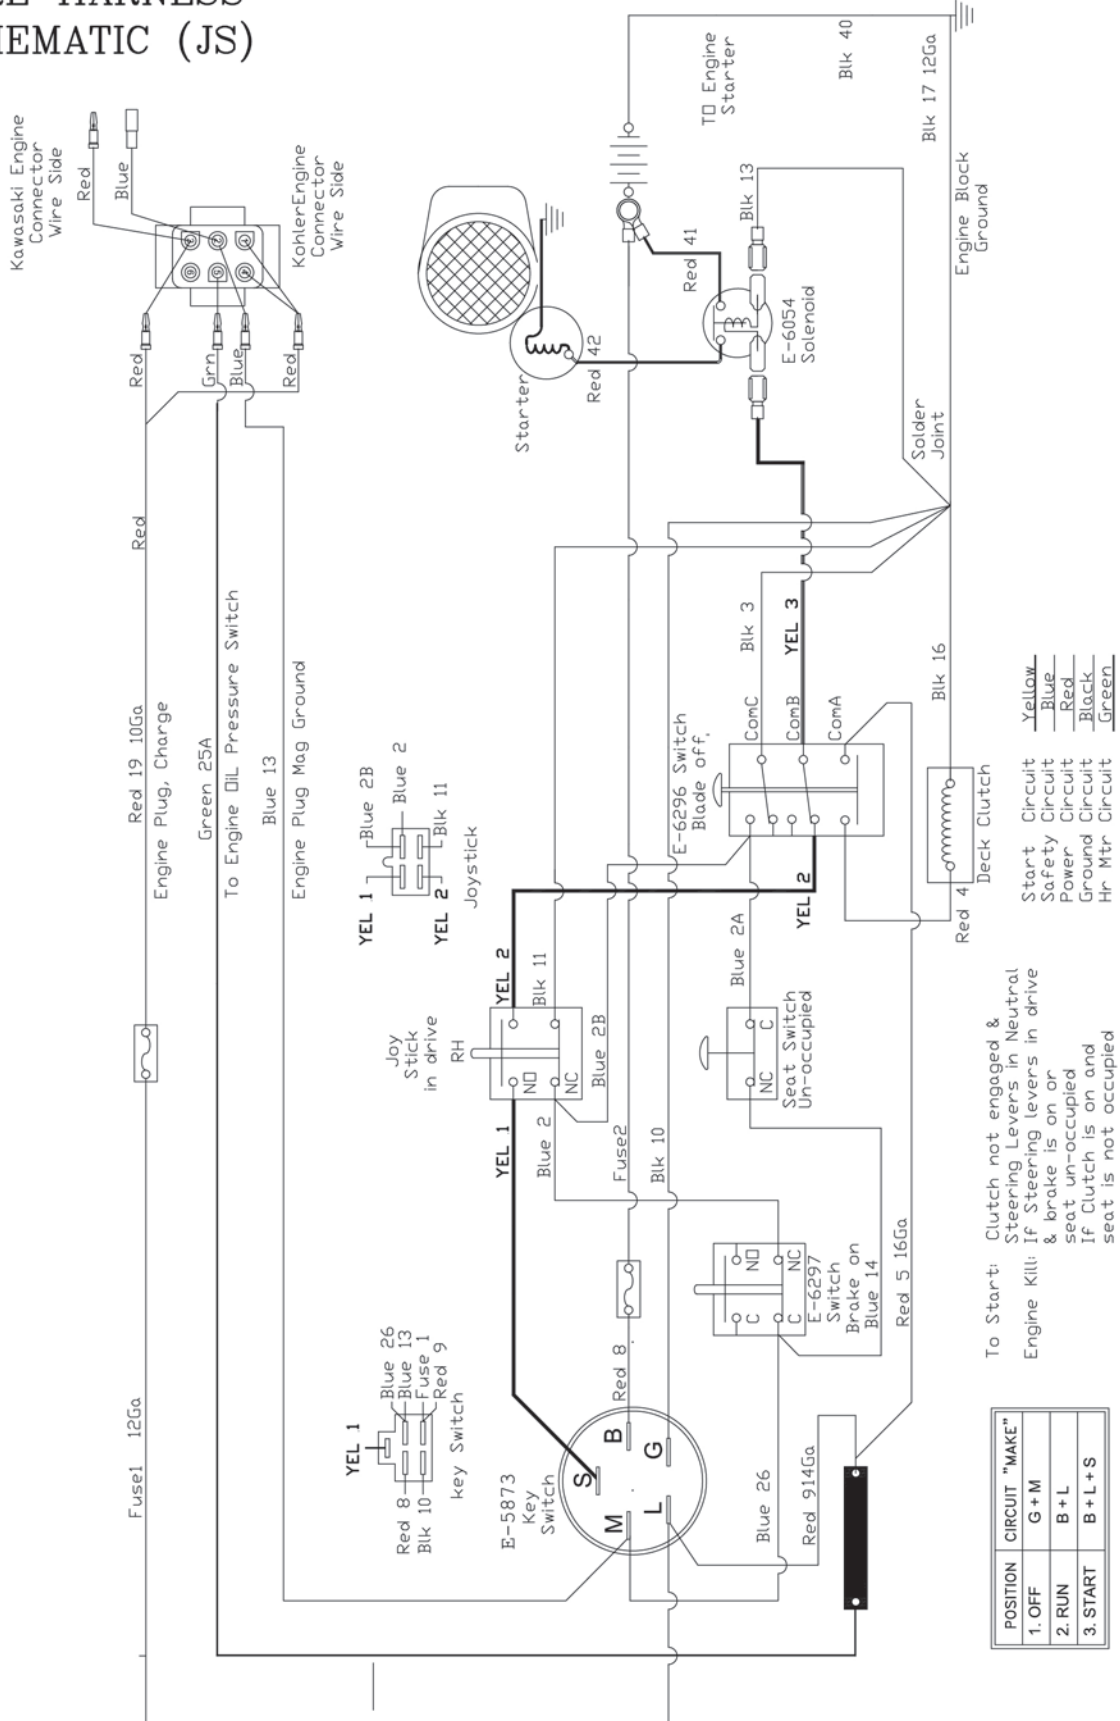 HARNESS
HEMATIC (JS)
Kawasaki Engine
Connector
Wire Side
Red
Blue
KohlerEngine
Connector
Wire Side
3
2
1
6
5
4
Red
Grn
Blue
Red
Red
Red 19 10Ga
Engine Plug, Charge
Green 25A
To Engine OiL Pressure Switch
Blue 13
Engine Plug Mag Ground
Fuse1 12Ga
Starter
Red 42
Red 41
TO Engine
Starter
Blk 40
Blk 17 12Ga
Blk 13
Engine Block
Ground
E-6054
Solenoid
Solder
Joint
YEL 1
Blue 2B
Blue 2
YEL 2
Blk 11
Joystick
Blk 3
YEL 3
E-6296 Switch
Blade off,
ComC
ComB
ComA
Blk 16
Deck Clutch
Red 4
Joy
Stick
in drive
RH
YEL 2
Blk 11
NO
NC
Blue 2B
YEL 1
Blue 2
Blue 2A
YEL 2
Seat Switch
Un-occupied
NC
C
Fuse2
Blk 10
Red 8
C
NO
C
NC
E-6297
Switch
Brake on
Blue 14
Red 5 16Ga
YEL 1
Blue 26
Blue 13
Fuse 1
Red 9
Red 8
Blk 10
key Switch
E-5873
Key
Switch
S
B
M
G
L
Blue 26
Red 914Ga
Start Circuit Yellow
Safety Circuit Blue
Power Circuit Red
Ground Circuit Black
Hr Mtr Circuit Green
To Start: Clutch not engaged &
Steering Levers in Neutral
Engine Kill: If Steering levers in drive
& brake is on or
seat un-occupied
If Clutch is on and
seat is not occupied
POSITION CIRCUIT "MAKE"
1. OFF G + M
2. RUN B + L
3. START B + L + S